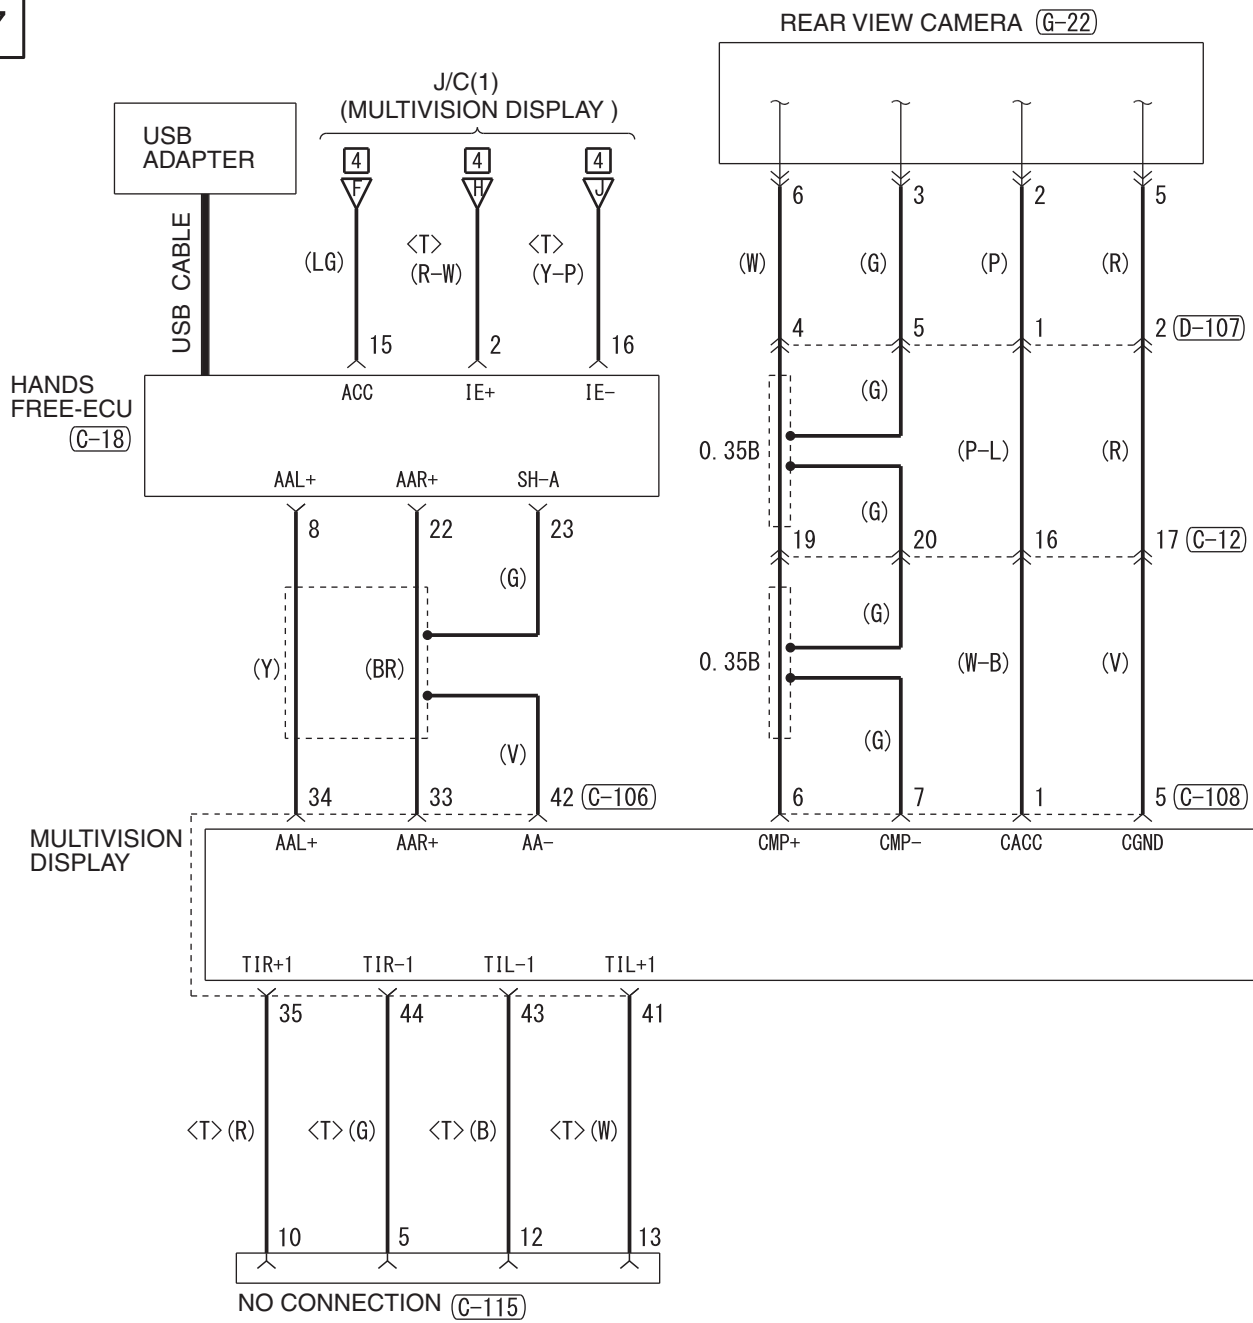 REAR VIEW CAMERA (G-22)
J/C(1)
(MULTIVISION DISPLAY )
USB
ADAPTER
4 4 4
F H J
6 3 2 5
USB CABLE
(LG) <T> (R-W) <T> (Y-P)
(W) (G) (P) (R)
15 2 16
4 5 1 2 (D-107)
HANDS
FREE-ECU
(C-18)
ACC IE+ IE-
(G)
0.35B (P-L) (R)
AAL+ AAR+ SH-A
(G)
8 22 23
19 20 16 17 (C-12)
(G)
(G)
(Y) (BR)
0.35B (W-B) (V)
(V)
(G)
34 33 42 (C-106)
6 7 1 5 (C-108)
MULTIVISION
DISPLAY
AAL+ AAR+ AA- CMP+ CMP- CACC CGND
TIR+1 TIR-1 TIL-1 TIL+1
35 44 43 41
<T>(R) <T>(G) <T>(B) <T>(W)
10 5 12 13
NO CONNECTION (C-115)